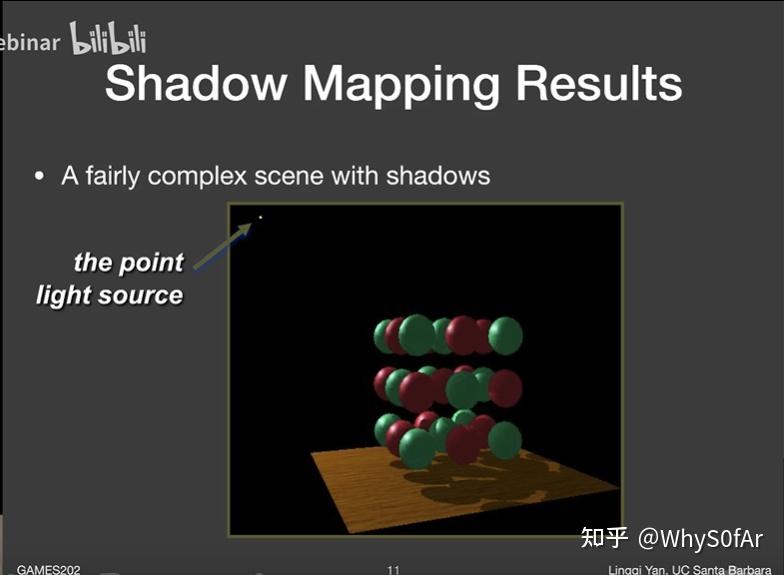 ebinar bilibili
Shadow Mapping Results
• A fairly complex scene with shadows
the point
light source
知乎 @WhyS0fAr
GAMES202
11
Lingqi Yan, UC Santa Barbara